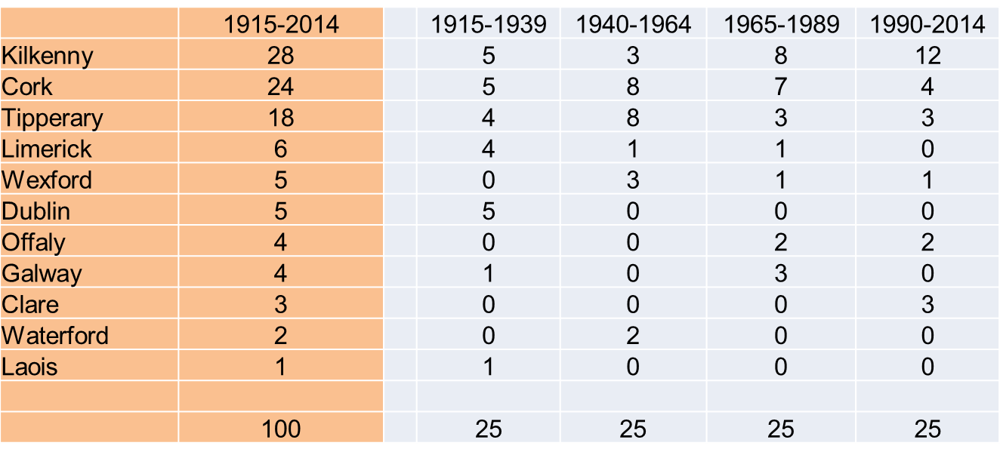 1915-2014 1915-1939 1940-1964 1965-1989 1990-2014
Kilkenny 28 5 3 8 12
Cork 24 5 8 7 4
Tipperary 18 4 8 3 3
Limerick 6 4 1 1 0
Wexford 5 0 3 1 1
Dublin 5 5 0 0 0
Offaly 4 0 0 2 2
Galway 4 1 0 3 0
Clare 3 0 0 0 3
Waterford 2 0 2 0 0
Laois 1 1 0 0 0
100 25 25 25 25